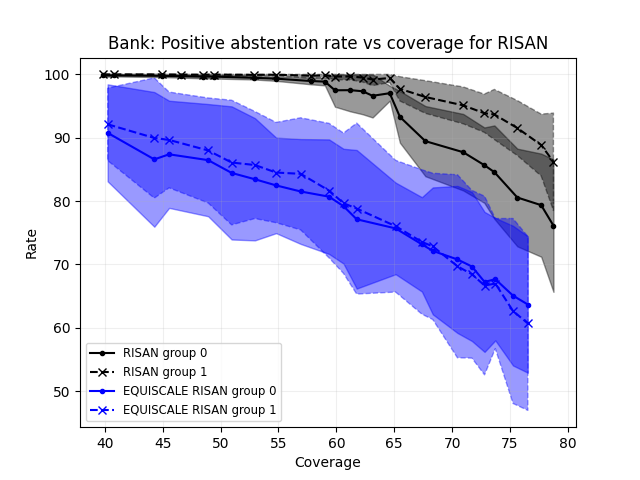 Bank: Positive abstention rate vs coverage for RISAN
100
90
80
70
60
50
Rate
RISAN group 0
RISAN group 1
EQUISCALE RISAN group 0
EQUISCALE RISAN group 1
40 45 50 55 60 65 70 75 80
Coverage